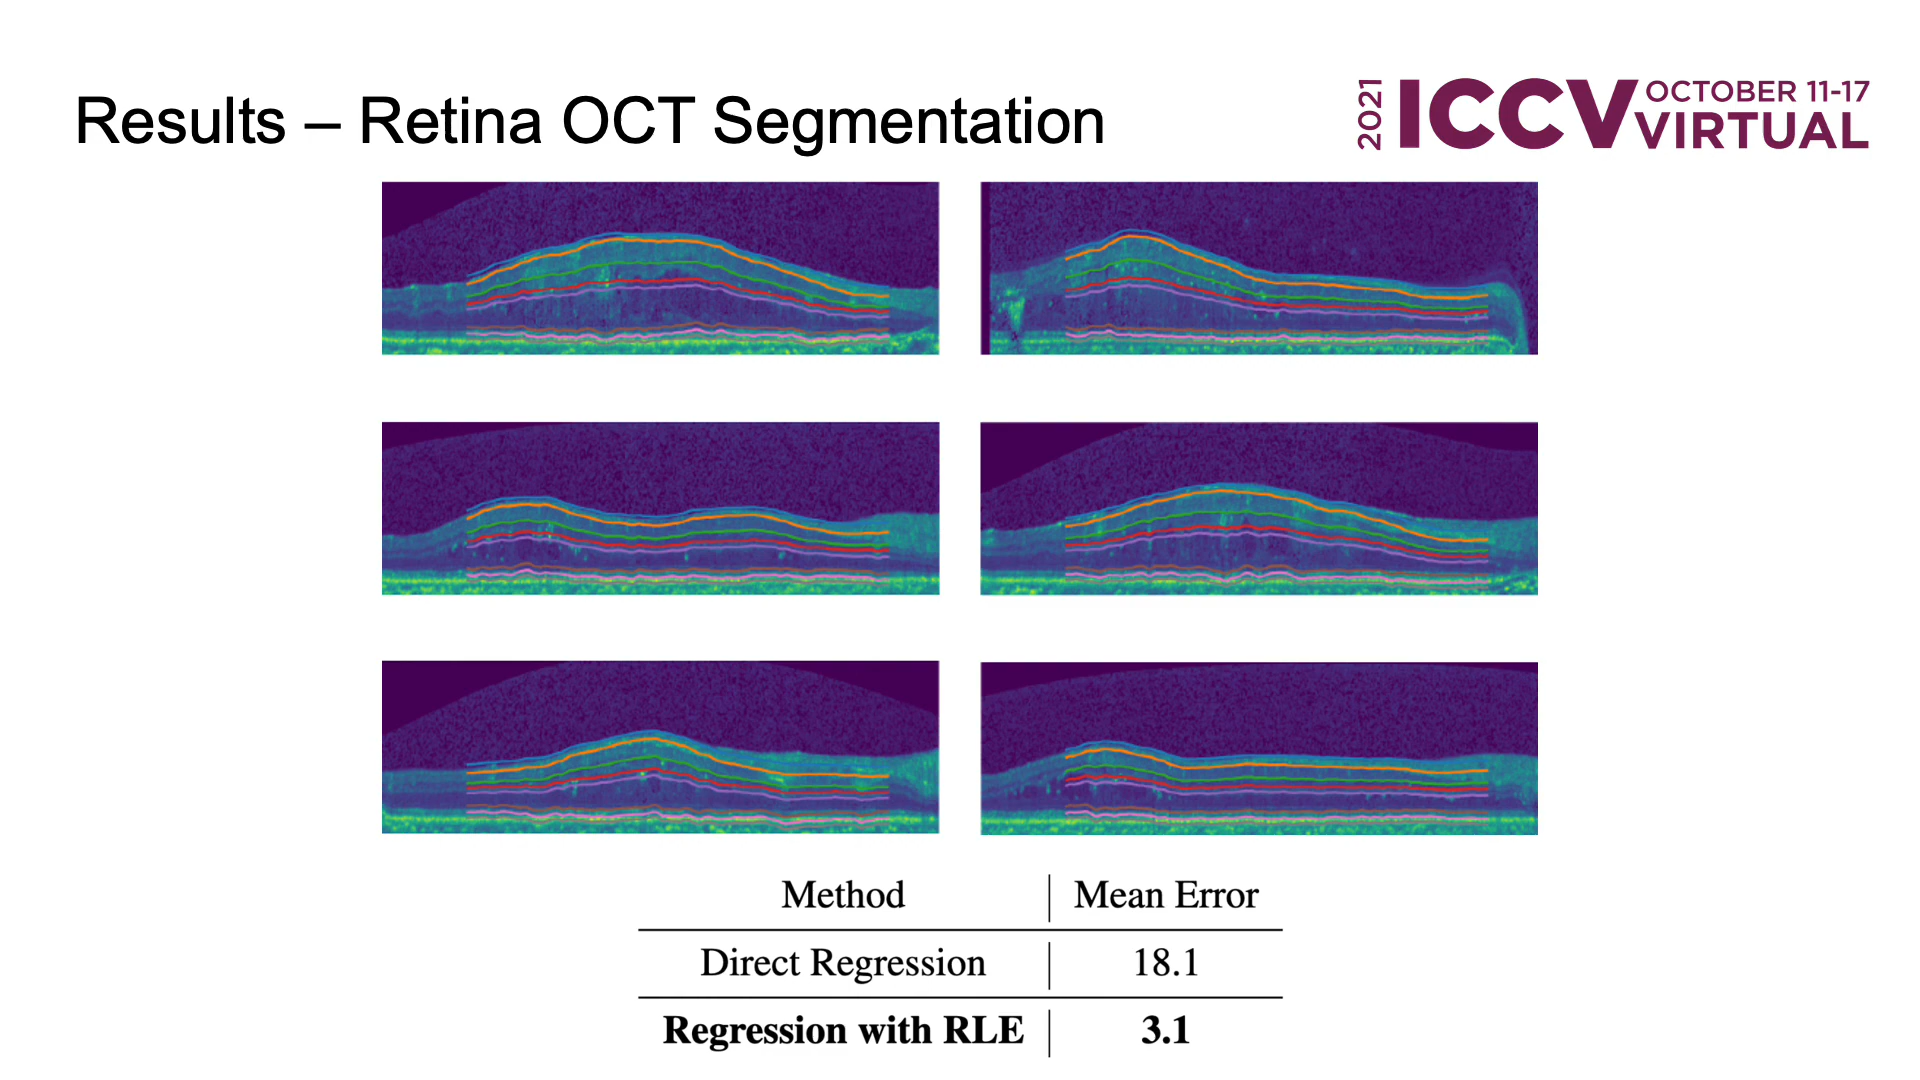 Results – Retina OCT Segmentation
2021 ICCV OCTOBER 11-17 VIRTUAL
Method Mean Error
Direct Regression 18.1
Regression with RLE 3.1